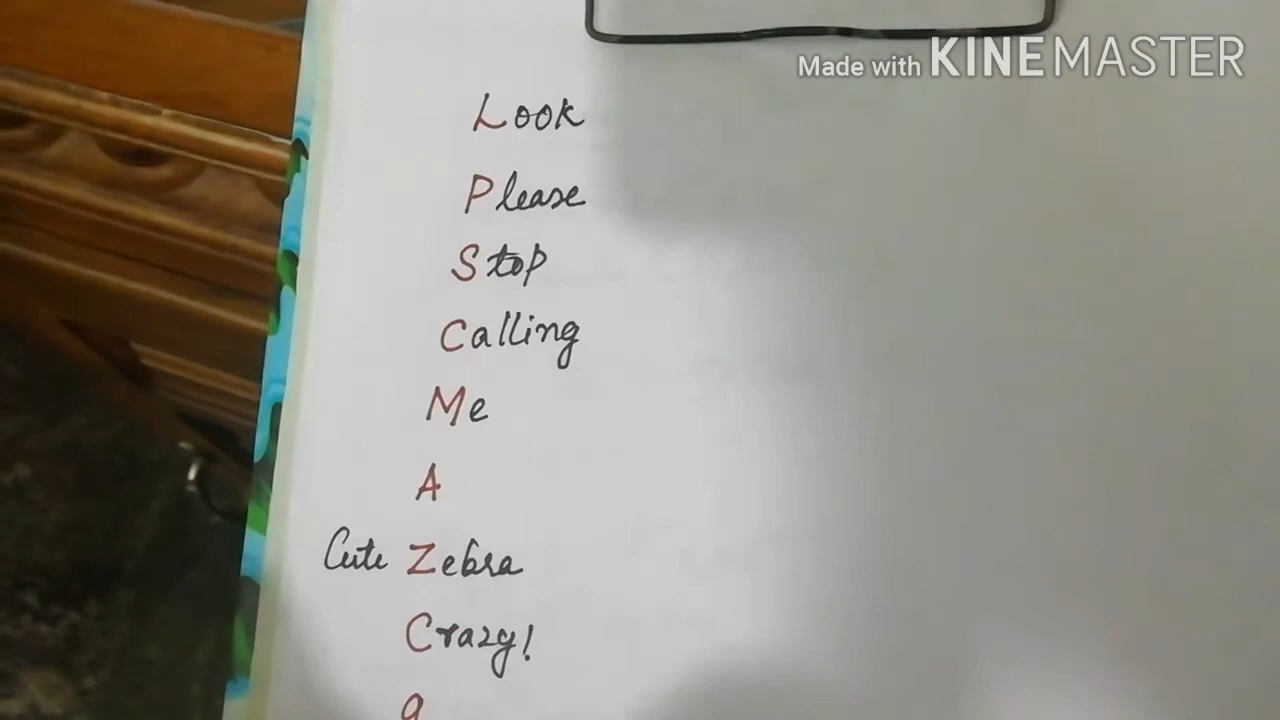 Made with KINEMASTER
Look
Please
Stop
Calling
Me
A
Cute Zebra
Crazy!